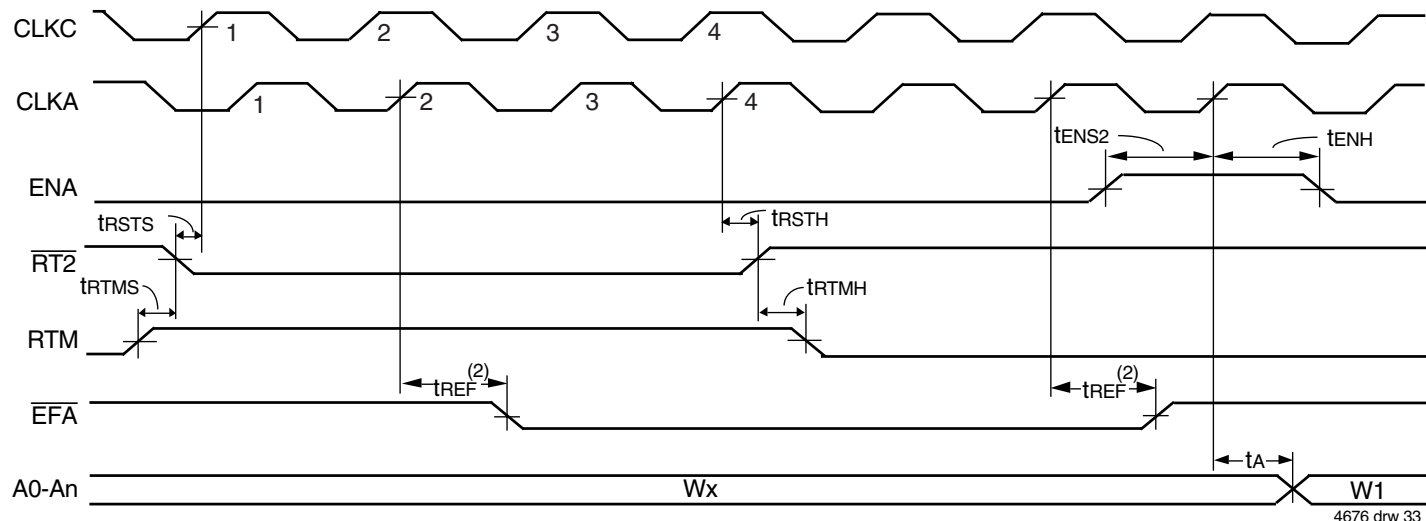 CLKC 1 2 3 4
CLKA 1 2 3 4
tENS2 tENH
ENA
tRSTS tRSTH
RT2
tRTMS tRTMH
RTM
tREF(2) tREF(2)
EFA
tA
A0-An Wx W1
4676 drw 33